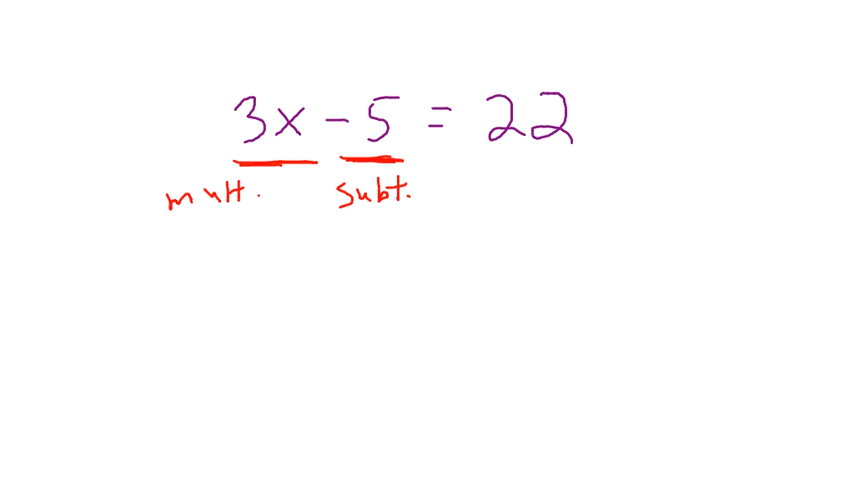 3x - 5 = 22
mult. subt.